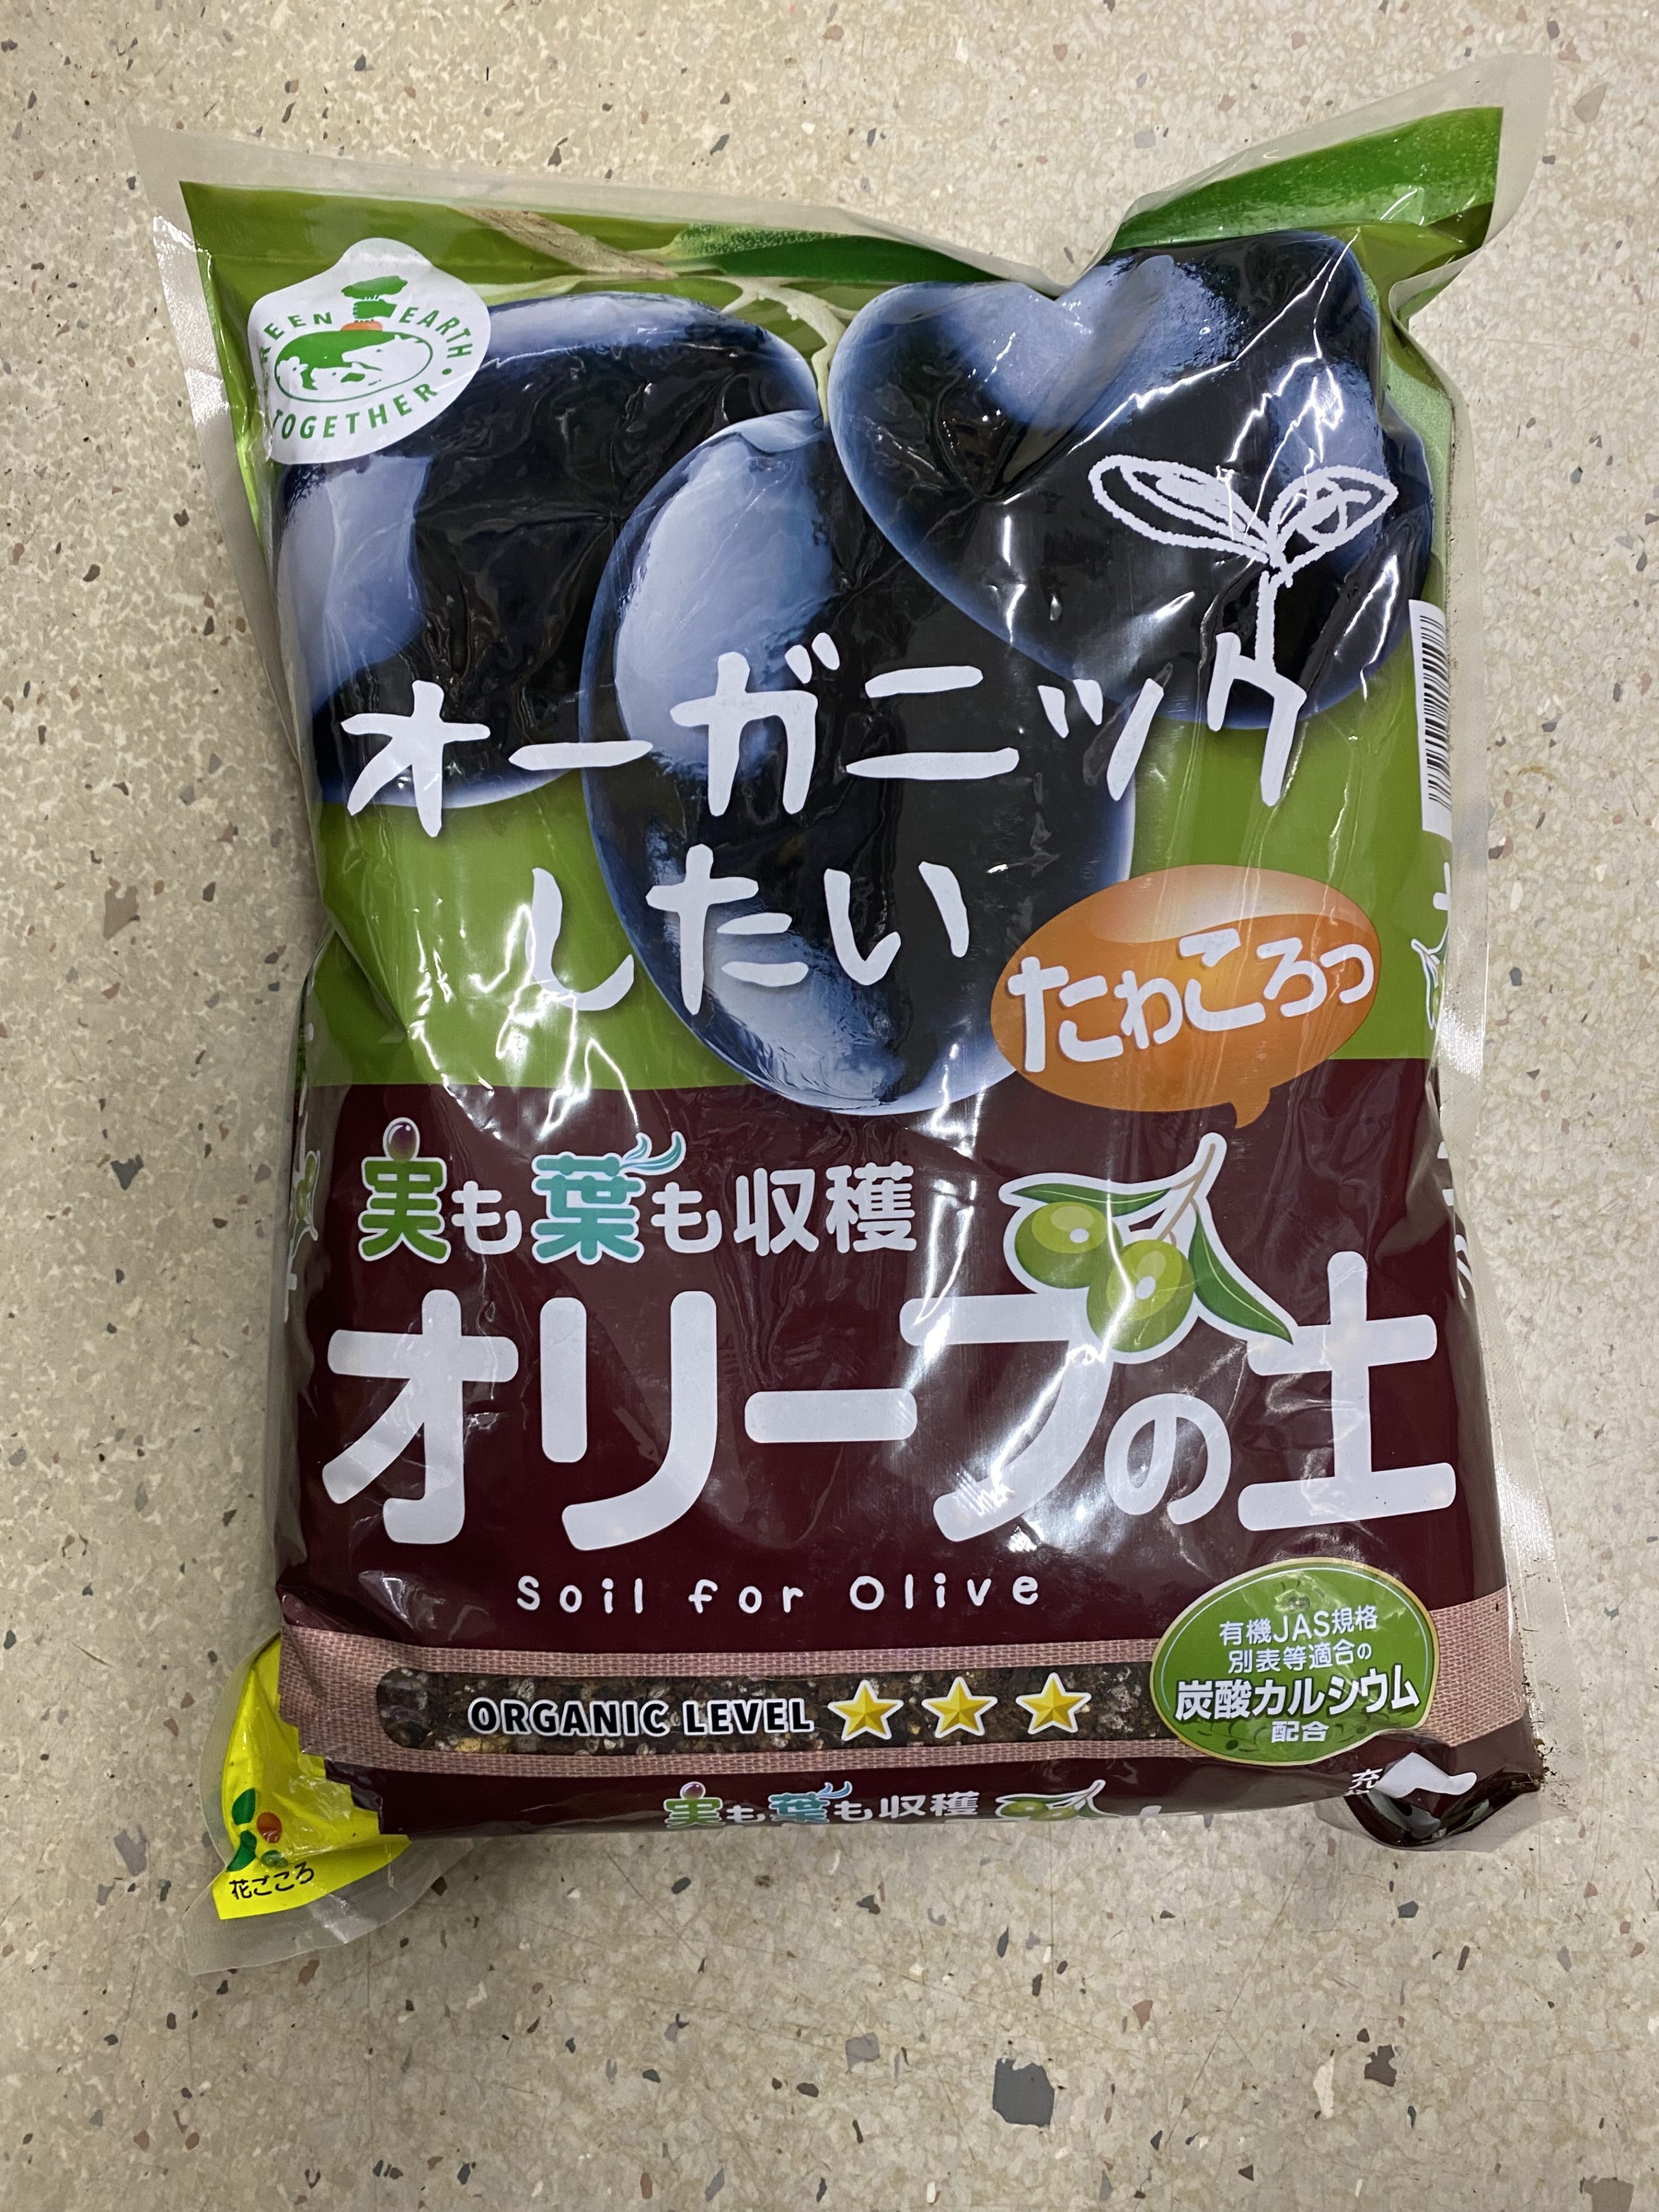 GREEN EARTH TOGETHER
オーガニック
したい
たわころっ
実も葉も収穫
オリーブの土
Soil for Olive
ORGANIC LEVEL
有機JAS規格
別表等適合の
炭酸カルシウム
配合
実も葉も収穫
花ごころ